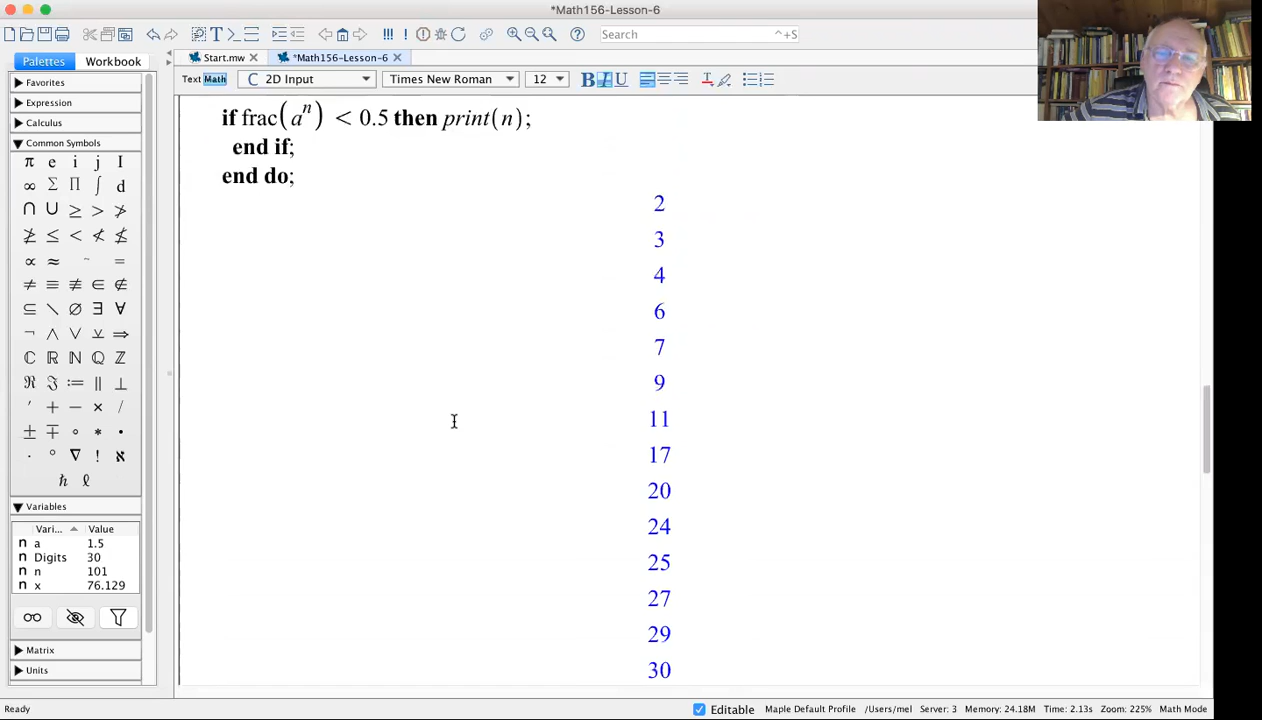 *Math156-Lesson-6
Search
^+S
Palettes
Workbook
Start.mw
*Math156-Lesson-6
Text Math
C 2D Input
Times New Roman
12
B I U
Favorites
Expression
Calculus
Common Symbols
π e i j I
∞ Σ Π ∫ d
∩ ∪ ≥ > ≯
≱ ≤ < ≮ ≰
∝ ≈ ~ =
≠ ≡ ≢ ∈ ∉
⊆ \ ∅ ∃ ∀
¬ ∧ ∨ ⊻ ⇒
ℂ ℝ ℕ ℚ ℤ
ℜ ℑ := ∥ ⊥
′ + − × /
± ∓ ∘ * •
· ° ∇ ! ℵ
ℏ ℓ
Variables
Vari... Value
n a 1.5
n Digits 30
n n 101
n x 76.129
Matrix
Units
if frac(aⁿ) < 0.5 then print(n);
end if;
end do;
2
3
4
6
7
9
11
17
20
24
25
27
29
30
Ready
Editable
Maple Default Profile
/Users/mel
Server: 3
Memory: 24.18M
Time: 2.13s
Zoom: 225%
Math Mode